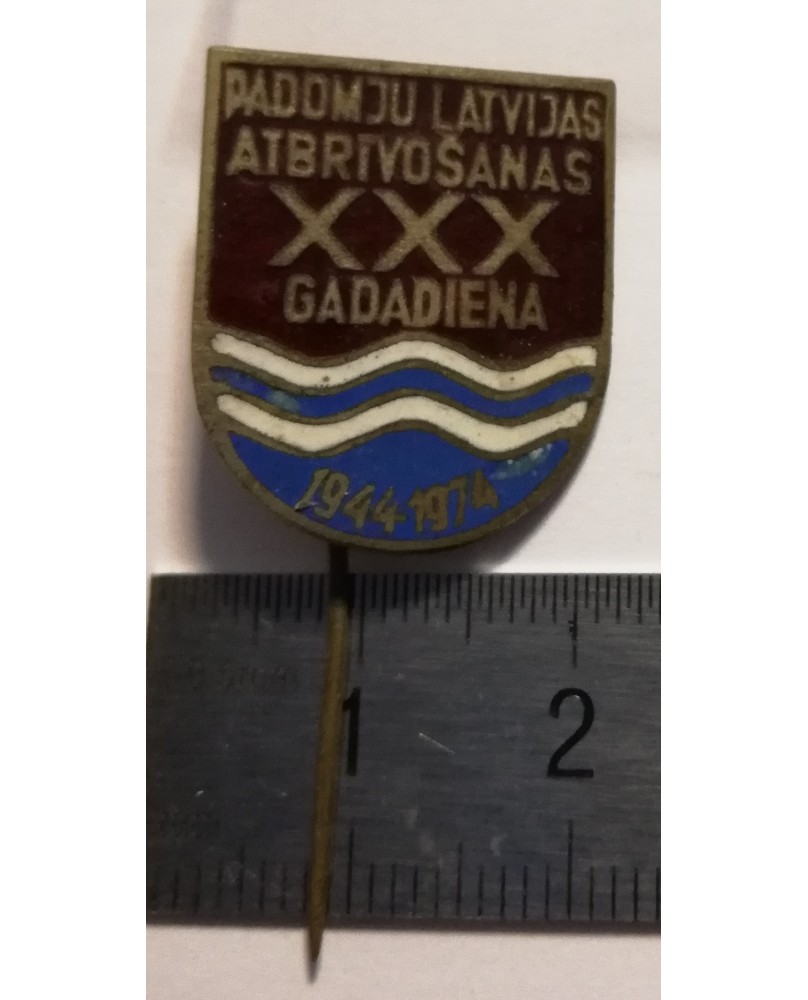 PADOMJU LATVIJAS
ATBRĪVOŠANAS
XXX
GADADIENA
1944 1974
1 2